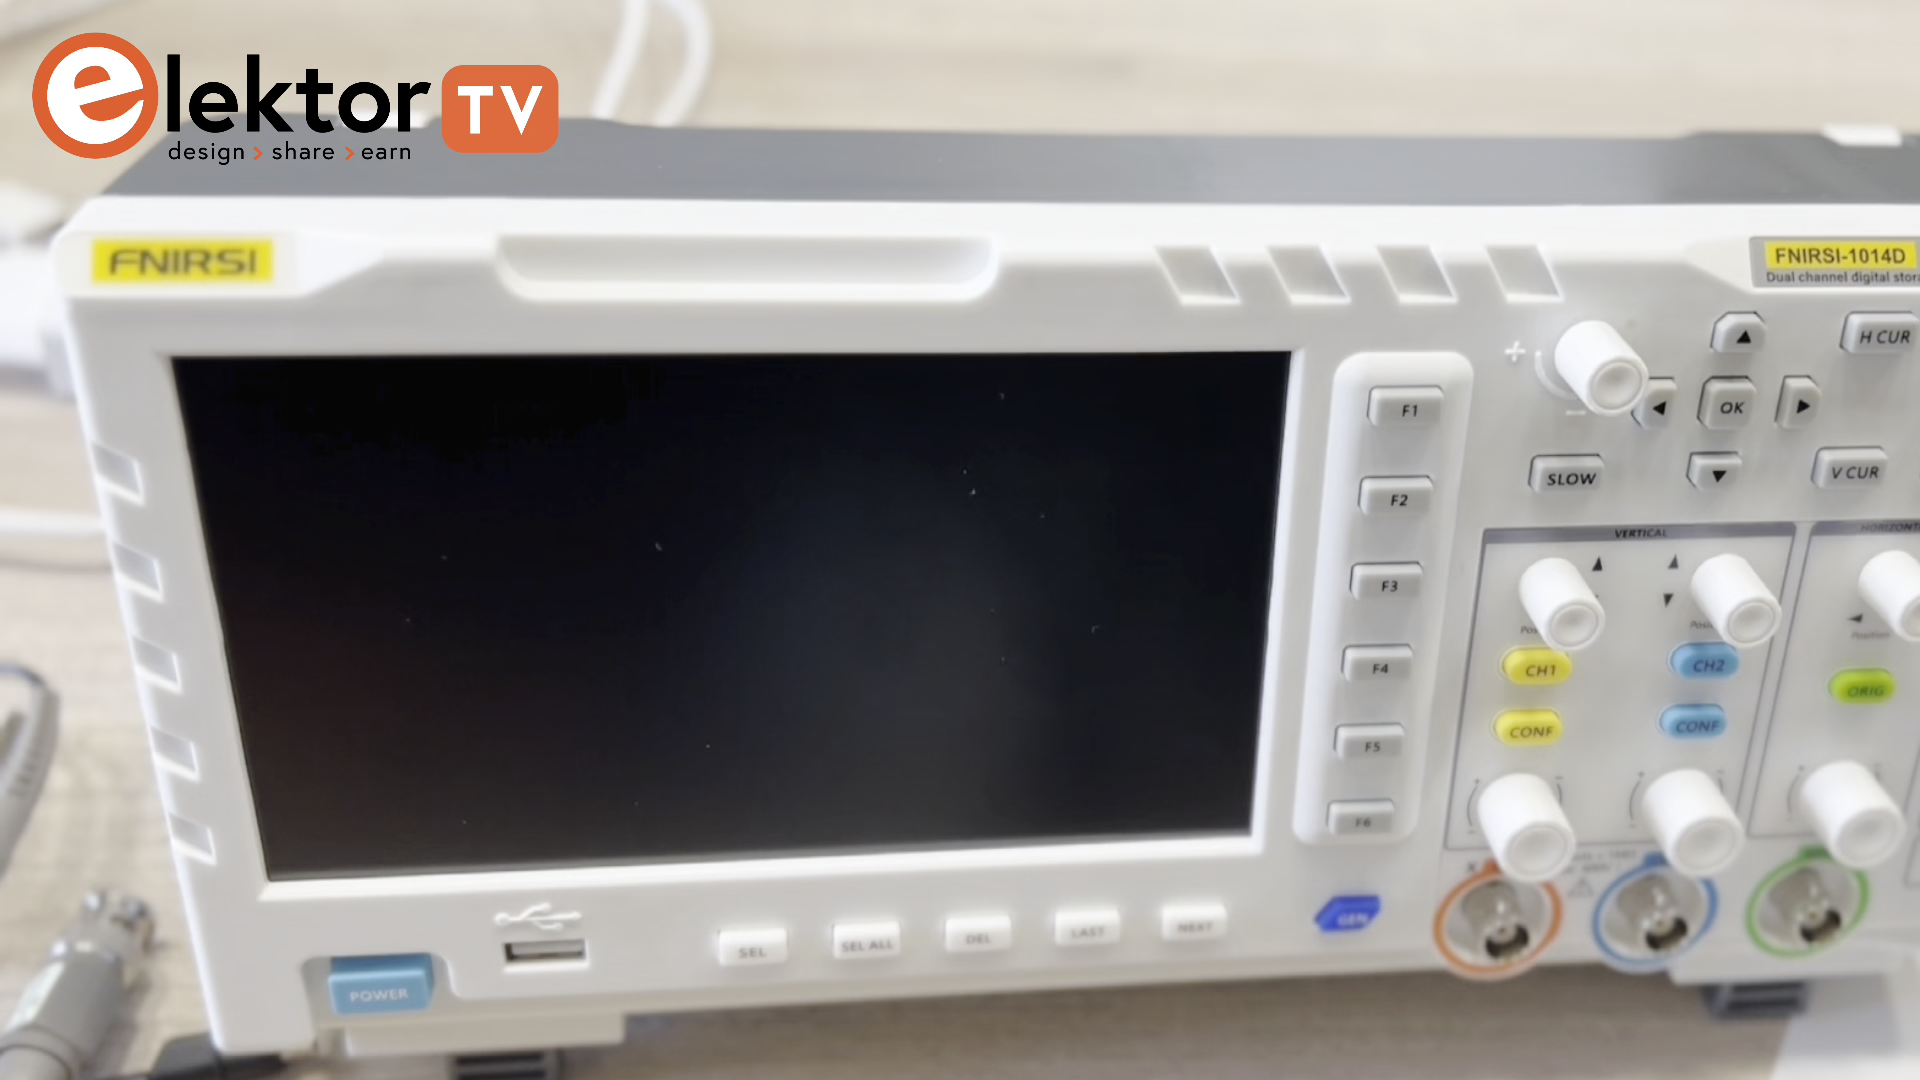 elektor TV
design > share > earn
FNIRSI
FNIRSI-1014D
Dual channel digital
H CUR
F1
OK
SLOW
V CUR
F2
VERTICAL
F3
F4
CH1
CH2
ORIG
CONF
CONF
F5
F6
Position
SEL
SEL ALL
DEL
LAST
NEXT
GEN
POWER